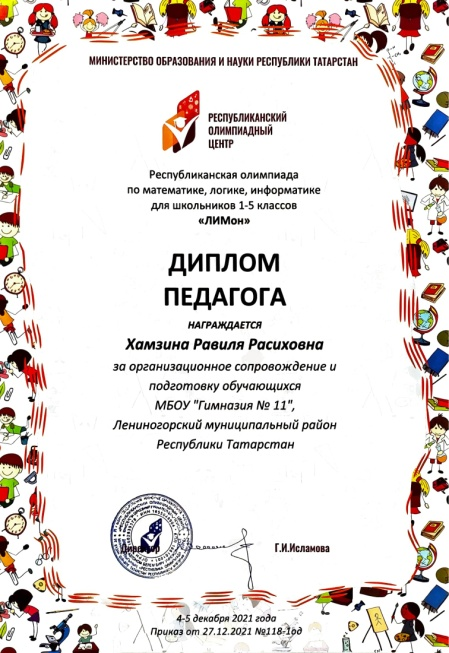 МИНИСТЕРСТВО ОБРАЗОВАНИЯ И НАУКИ РЕСПУБЛИКИ ТАТАРСТАН
РЕСПУБЛИКАНСКИЙ
ОЛИМПИАДНЫЙ
ЦЕНТР
Республиканская олимпиада
по математике, логике, информатике
для школьников 1-5 классов
«ЛИМон»
ДИПЛОМ
ПЕДАГОГА
НАГРАЖДАЕТСЯ
Хамзина Равиля Расиховна
за организационное сопровождение и
подготовку обучающихся
МБОУ "Гимназия № 11",
Лениногорский муниципальный район
Республики Татарстан
Директор Г.И.Исламова
4-5 декабря 2021 года
Приказ от 27.12.2021 №118-1од